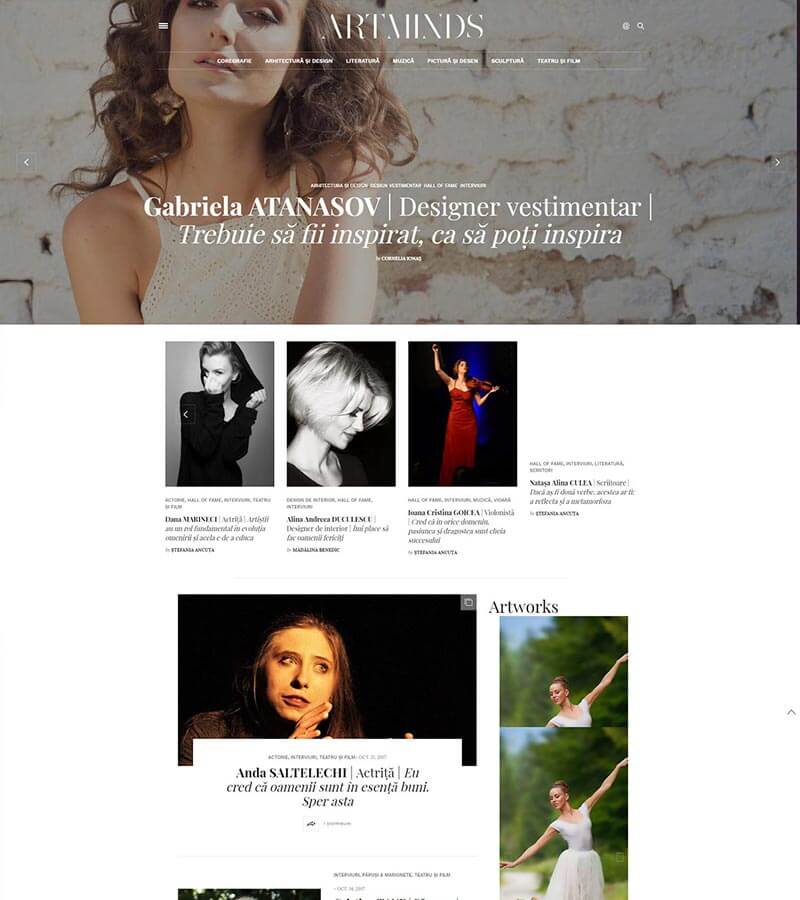 ARTMINDS
COREGRAFIE ARHITECTURĂ ȘI DESIGN LITERATURĂ MUZICĂ PICTURĂ ȘI DESEN SCULPTURĂ TEATRU ȘI FILM
ARHITECTURA ȘI DESIGN DESIGN VESTIMENTAR HALL OF FAME INTERVIURI
Gabriela ATANASOV | Designer vestimentar |
Trebuie să fii inspirat, ca să poți inspira
by CORNELIA IONAȘ
ACTORIE, HALL OF FAME, INTERVIURI, TEATRU
ȘI FILM
Dana MARINECI | Actriță | Artiștii
au un rol fundamental în evoluția
omenirii și acela e de a educa
By ȘTEFANIA ANCUȚA
DESIGN DE INTERIOR, HALL OF FAME,
INTERVIURI
Alina Andreea DUCULESCU |
Designer de interior | Îmi place să
fac oamenii fericiți
By MĂDĂLINA BENEDIC
HALL OF FAME, INTERVIURI, MUZICĂ, VIOARĂ
Ioana Cristina GOICEA | Violonistă
| Cred că în orice domeniu,
pasiunea și dragostea sunt cheia
succesului
By ȘTEFANIA ANCUȚA
HALL OF FAME, INTERVIURI, LITERATURĂ,
SCRIITORI
Natașa Alina CULEA | Scriitoare |
Dacă aș fi două verbe, acestea ar fi:
a reflecta și a metamorfoza
By ȘTEFANIA ANCUȚA
Artworks
ACTORIE, INTERVIURI, TEATRU ȘI FILM - OCT 25, 2017
Anda SALTELECHI | Actriță | Eu
cred că oamenii sunt în esență buni.
Sper asta
INTERVIURI, PĂPUȘI & MARIONETE, TEATRU ȘI FILM
- OCT 24, 2017